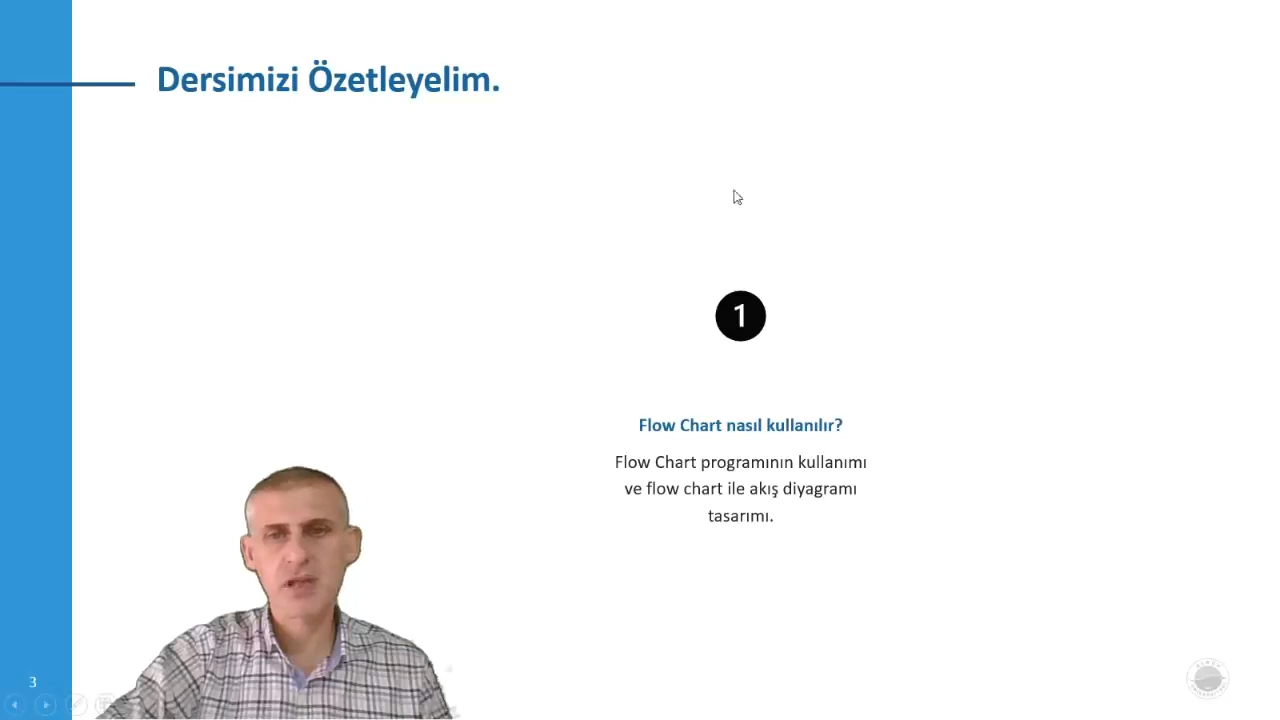 Dersimizi Özetleyelim.
1
Flow Chart nasıl kullanılır?
Flow Chart programının kullanımı
ve flow chart ile akış diyagramı
tasarımı.
3